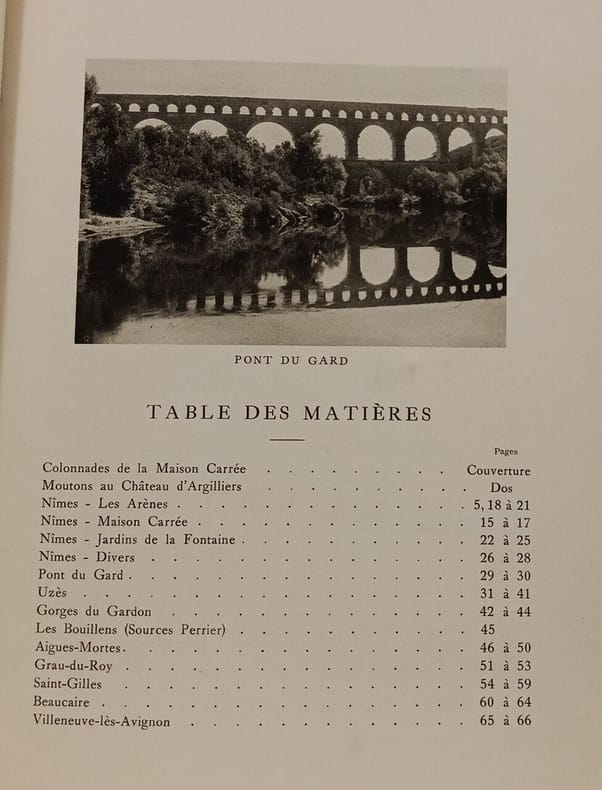 PONT DU GARD
TABLE DES MATIÈRES
Pages
Colonnades de la Maison Carrée . . . . . . . . . Couverture
Moutons au Château d'Argilliers . . . . . . . . . Dos
Nîmes - Les Arènes . . . . . . . . . . . . . 5, 18 à 21
Nîmes - Maison Carrée . . . . . . . . . . . . 15 à 17
Nîmes - Jardins de la Fontaine . . . . . . . . . . 22 à 25
Nîmes - Divers . . . . . . . . . . . . . . 26 à 28
Pont du Gard . . . . . . . . . . . . . . . 29 à 30
Uzès . . . . . . . . . . . . . . . . . 31 à 41
Gorges du Gardon . . . . . . . . . . . . . 42 à 44
Les Bouillens (Sources Perrier) . . . . . . . . . . 45
Aigues-Mortes . . . . . . . . . . . . . . . 46 à 50
Grau-du-Roy . . . . . . . . . . . . . . . 51 à 53
Saint-Gilles . . . . . . . . . . . . . . . 54 à 59
Beaucaire . . . . . . . . . . . . . . . . 60 à 64
Villeneuve-lès-Avignon . . . . . . . . . . . . 65 à 66